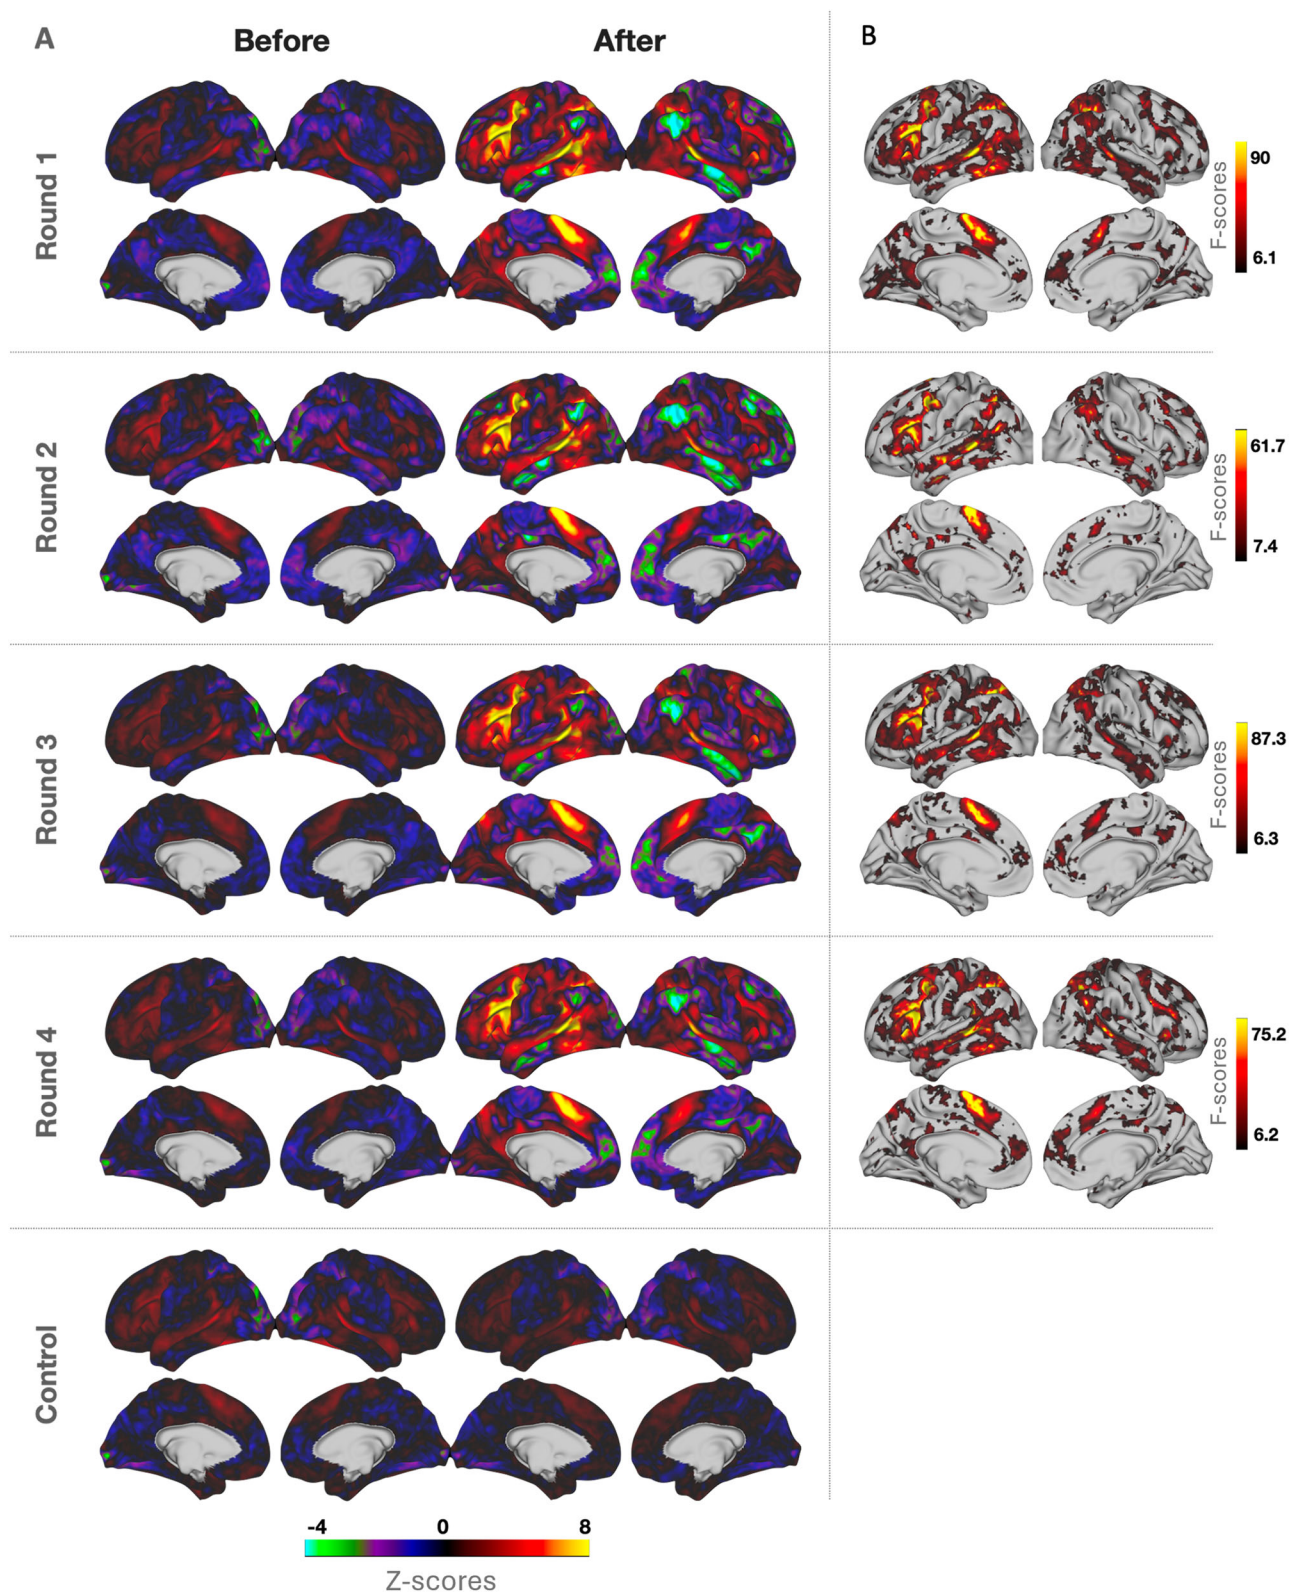 A
Before
After
B
Round 1
F-scores
90
6.1
Round 2
F-scores
61.7
7.4
Round 3
F-scores
87.3
6.3
Round 4
F-scores
75.2
6.2
Control
-4 0 8
Z-scores